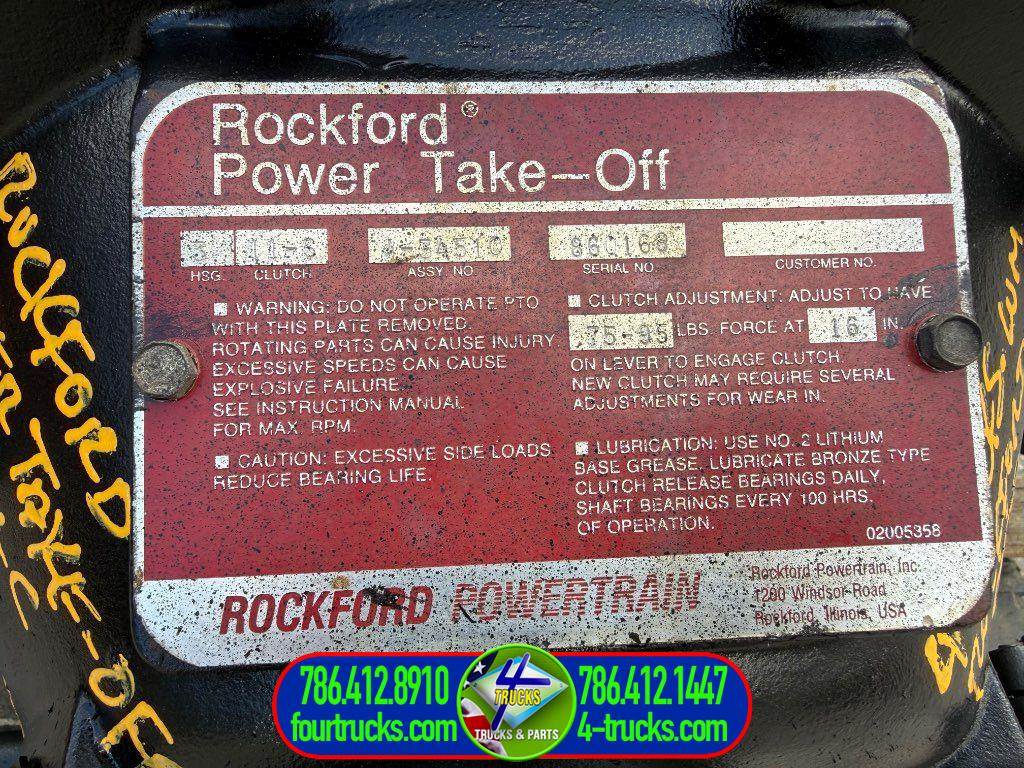 Rockford®
Power Take-Off
HSG. CLUTCH
ASSY NO.
SERIAL NO.
CUSTOMER NO.
WARNING: DO NOT OPERATE PTO
WITH THIS PLATE REMOVED.
ROTATING PARTS CAN CAUSE INJURY
EXCESSIVE SPEEDS CAN CAUSE
EXPLOSIVE FAILURE.
SEE INSTRUCTION MANUAL
FOR MAX. RPM.
CAUTION: EXCESSIVE SIDE LOADS
REDUCE BEARING LIFE.
CLUTCH ADJUSTMENT: ADJUST TO HAVE
75-95 LBS. FORCE AT 16 IN.
ON LEVER TO ENGAGE CLUTCH.
NEW CLUTCH MAY REQUIRE SEVERAL
ADJUSTMENTS FOR WEAR IN.
LUBRICATION: USE NO. 2 LITHIUM
BASE GREASE. LUBRICATE BRONZE TYPE
CLUTCH RELEASE BEARINGS DAILY,
SHAFT BEARINGS EVERY 100 HRS.
OF OPERATION.
02005358
ROCKFORD POWERTRAIN
Rockford Powertrain, Inc.
1200 Windsor Road
Rockford, Illinois, USA
ROCKFORD
TAKE-OF
786.412.8910
fourtrucks.com
4
TRUCKS
TRUCKS & PARTS
786.412.1447
4-trucks.com